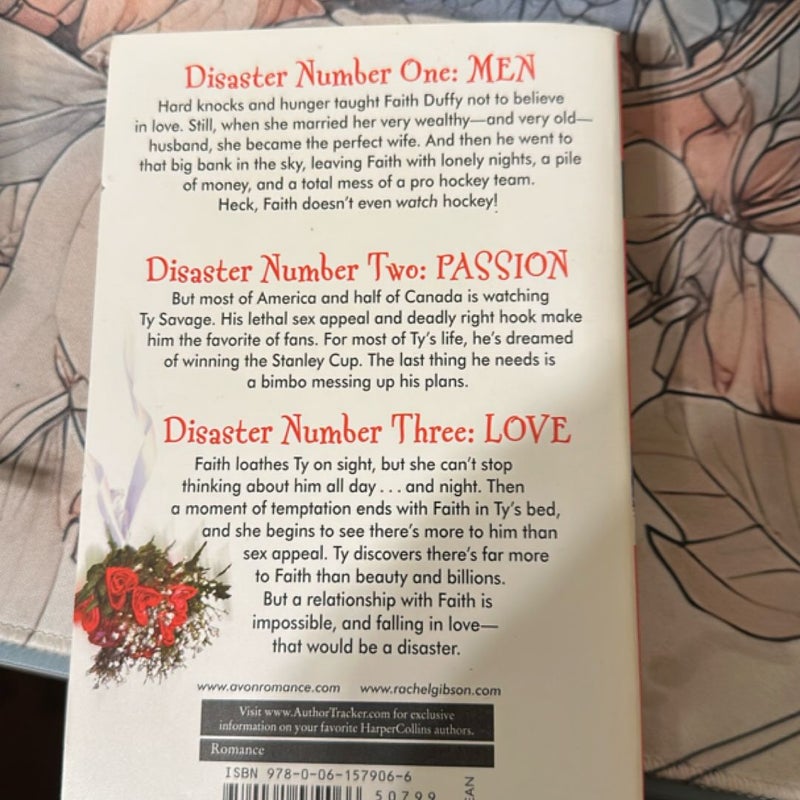 Disaster Number One: MEN
Hard knocks and hunger taught Faith Duffy not to believe
in love. Still, when she married her very wealthy—and very old—
husband, she became the perfect wife. And then he went to
that big bank in the sky, leaving Faith with lonely nights, a pile
of money, and a total mess of a pro hockey team.
Heck, Faith doesn't even watch hockey!
Disaster Number Two: PASSION
But most of America and half of Canada is watching
Ty Savage. His lethal sex appeal and deadly right hook make
him the favorite of fans. For most of Ty's life, he's dreamed
of winning the Stanley Cup. The last thing he needs is
a bimbo messing up his plans.
Disaster Number Three: LOVE
Faith loathes Ty on sight, but she can't stop
thinking about him all day . . . and night. Then
a moment of temptation ends with Faith in Ty's bed,
and she begins to see there's more to him than
sex appeal. Ty discovers there's far more
to Faith than beauty and billions.
But a relationship with Faith is
impossible, and falling in love—
that would be a disaster.
www.avonromance.com www.rachelgibson.com
Visit www.AuthorTracker.com for exclusive
information on your favorite HarperCollins authors.
Romance
ISBN 978-0-06-157906-6
50799
EAN